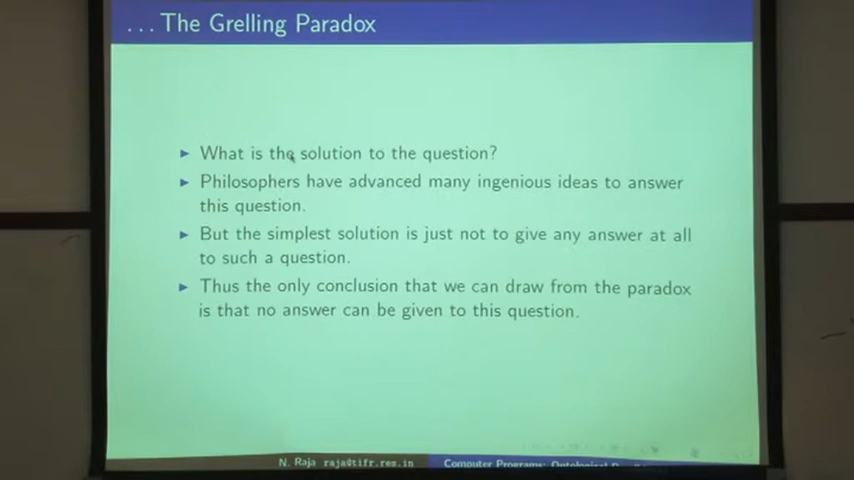 ... The Grelling Paradox
What is the solution to the question?
Philosophers have advanced many ingenious ideas to answer
this question.
But the simplest solution is just not to give any answer at all
to such a question.
Thus the only conclusion that we can draw from the paradox
is that no answer can be given to this question.
N. Raja raja@tifr.res.in Computer Programs: Ontological